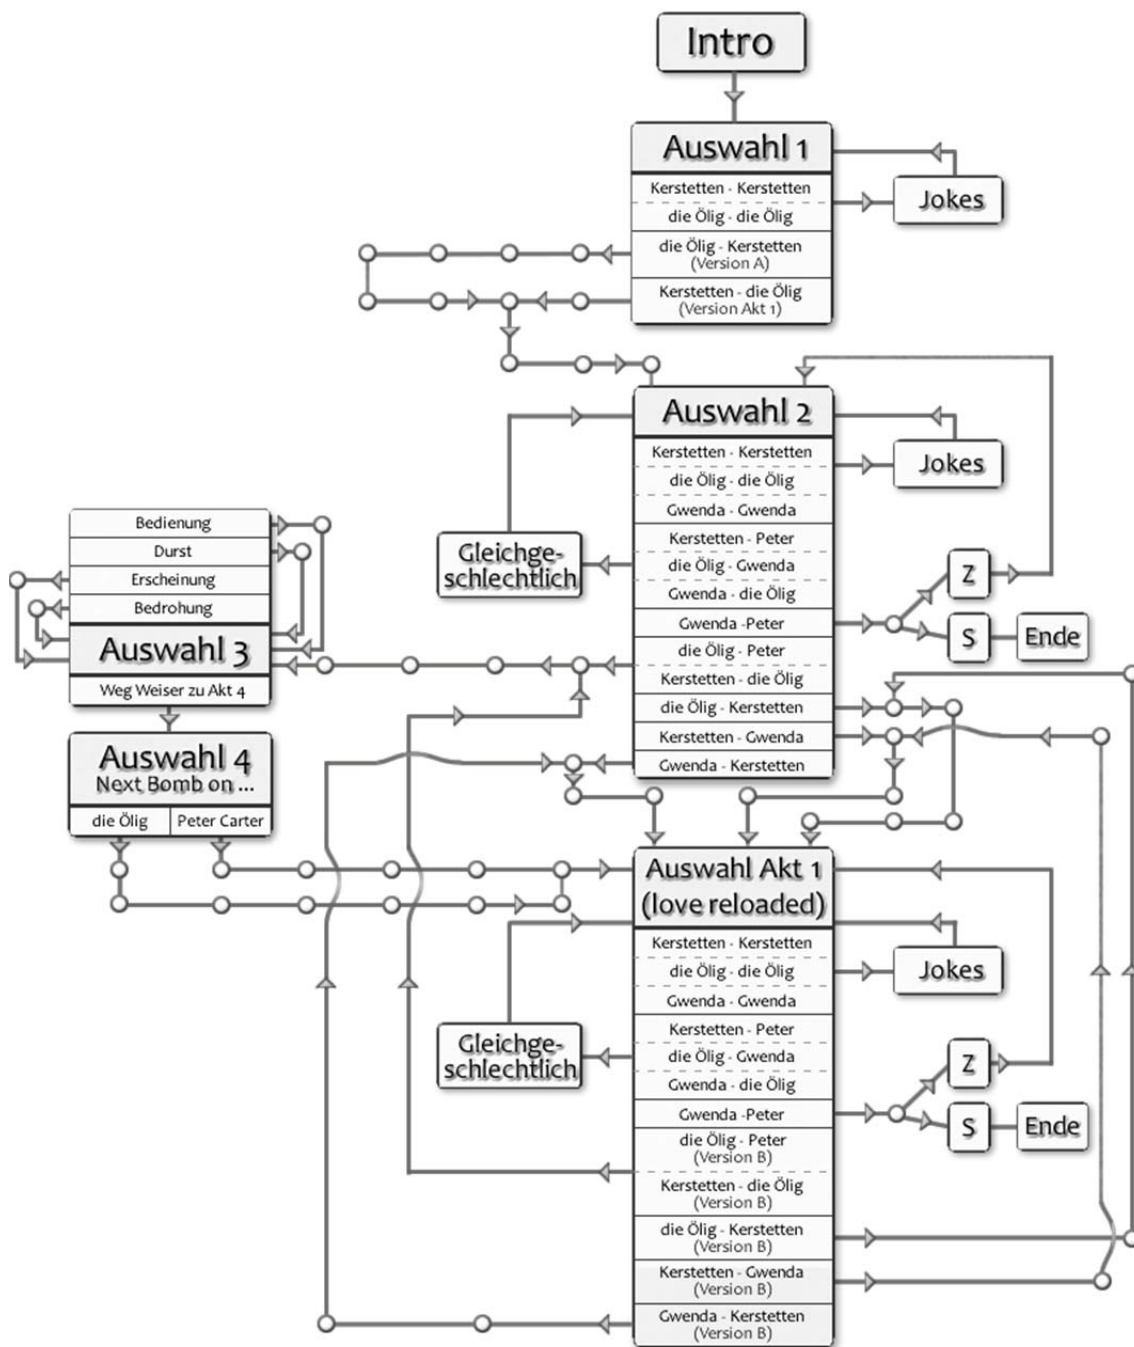 Intro
Auswahl 1
Kerstetten - Kerstetten
die Ölig - die Ölig
die Ölig - Kerstetten
(Version A)
Kerstetten - die Ölig
(Version Akt 1)
Jokes
Auswahl 2
Kerstetten - Kerstetten
die Ölig - die Ölig
Gwenda - Gwenda
Kerstetten - Peter
die Ölig - Gwenda
Gwenda - die Ölig
Gwenda -Peter
die Ölig - Peter
Kerstetten - die Ölig
die Ölig - Kerstetten
Kerstetten - Gwenda
Gwenda - Kerstetten
Jokes
Gleichge-
schlechtlich
Z
S
Ende
Bedienung
Durst
Erscheinung
Bedrohung
Auswahl 3
Weg Weiser zu Akt 4
Auswahl 4
Next Bomb on ...
die Ölig
Peter Carter
Auswahl Akt 1
(love reloaded)
Kerstetten - Kerstetten
die Ölig - die Ölig
Gwenda - Gwenda
Kerstetten - Peter
die Ölig - Gwenda
Gwenda - die Ölig
Gwenda -Peter
die Ölig - Peter
(Version B)
Kerstetten - die Ölig
(Version B)
die Ölig - Kerstetten
(Version B)
Kerstetten - Gwenda
(Version B)
Gwenda - Kerstetten
(Version B)
Jokes
Gleichge-
schlechtlich
Z
S
Ende